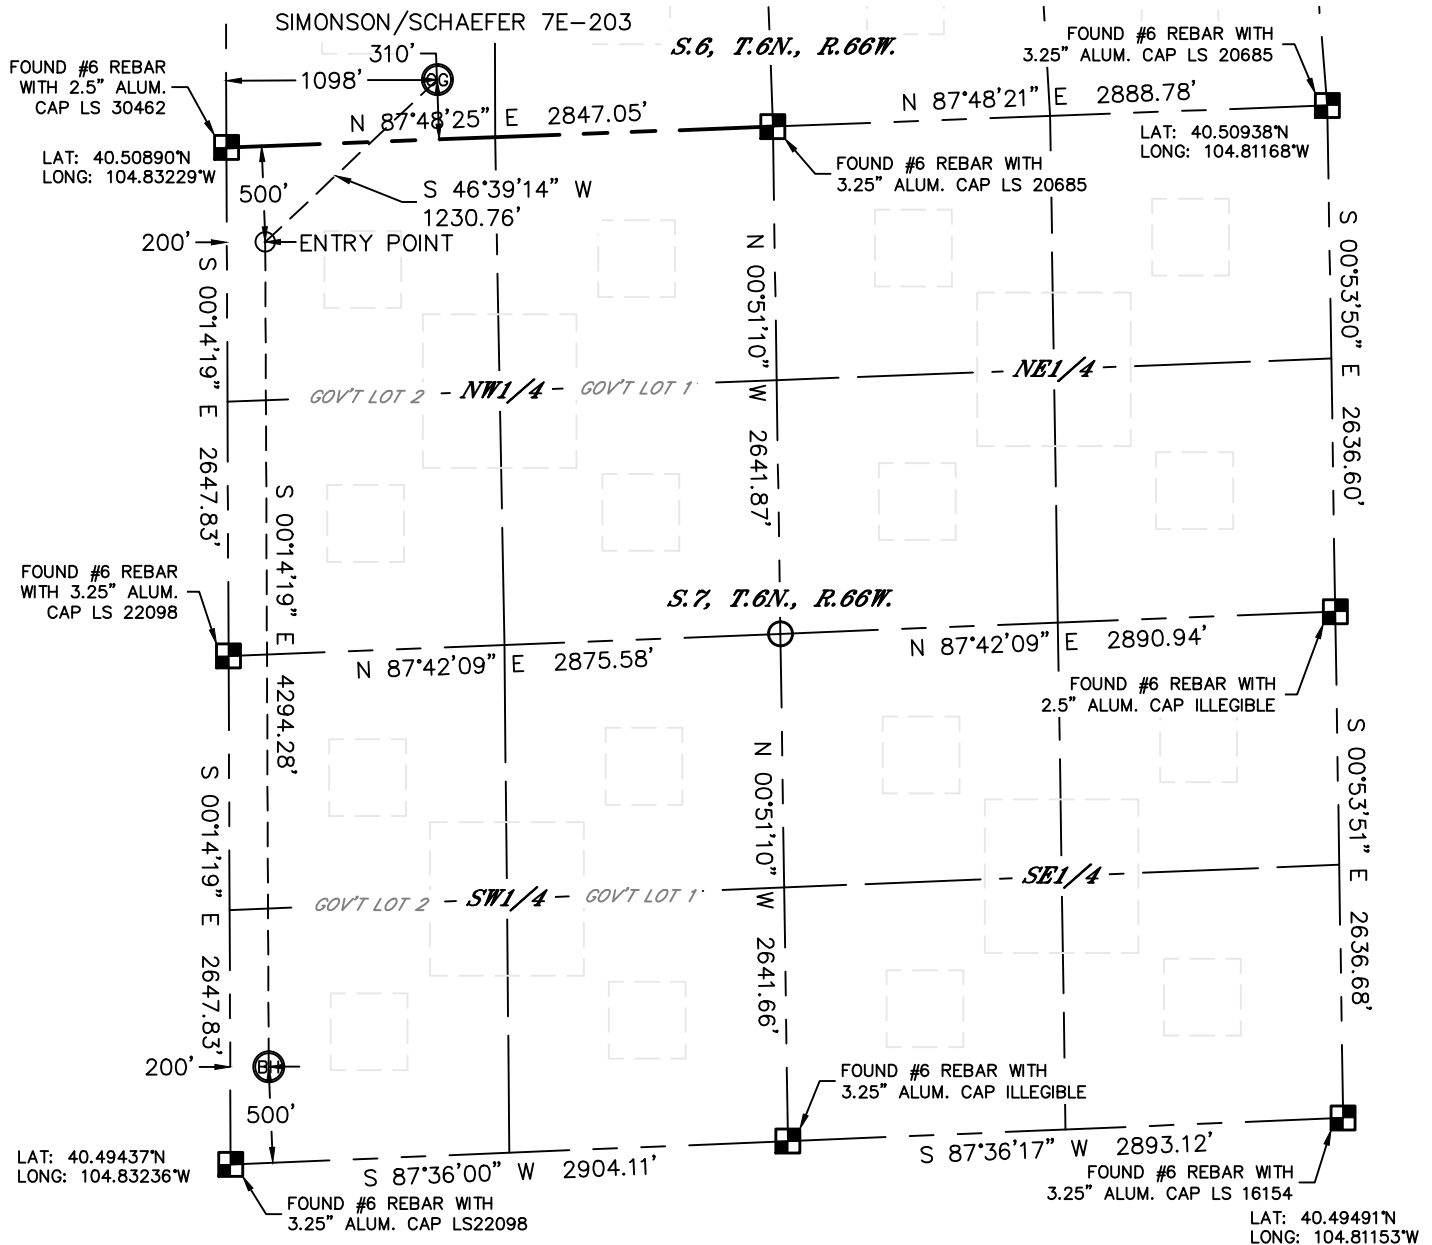 SIMONSON/SCHAEFER 7E-203
310'
1098'
OG
S.6, T.6N., R.66W.
FOUND #6 REBAR WITH
3.25" ALUM. CAP LS 20685
FOUND #6 REBAR
WITH 2.5" ALUM.
CAP LS 30462
N 87°48'25" E 2847.05'
N 87°48'21" E 2888.78'
LAT: 40.50890°N
LONG: 104.83229°W
LAT: 40.50938°N
LONG: 104.81168°W
FOUND #6 REBAR WITH
3.25" ALUM. CAP LS 20685
500'
S 46°39'14" W
1230.76'
200'
ENTRY POINT
S 00°14'19" E 2647.83'
N 00°51'10" W 2641.87'
S 00°53'50" E 2636.60'
GOV'T LOT 2 - NW1/4 - GOV'T LOT 1
- NE1/4 -
S 00°14'19" E 4294.28'
FOUND #6 REBAR
WITH 3.25" ALUM.
CAP LS 22098
S.7, T.6N., R.66W.
N 87°42'09" E 2875.58'
N 87°42'09" E 2890.94'
FOUND #6 REBAR WITH
2.5" ALUM. CAP ILLEGIBLE
S 00°14'19" E 2647.83'
N 00°51'10" W 2641.66'
S 00°53'51" E 2636.68'
GOV'T LOT 2 - SW1/4 - GOV'T LOT 1
- SE1/4 -
200'
BH
500'
FOUND #6 REBAR WITH
3.25" ALUM. CAP ILLEGIBLE
LAT: 40.49437°N
LONG: 104.83236°W
S 87°36'00" W 2904.11'
S 87°36'17" W 2893.12'
FOUND #6 REBAR WITH
3.25" ALUM. CAP LS22098
FOUND #6 REBAR WITH
3.25" ALUM. CAP LS 16154
LAT: 40.49491°N
LONG: 104.81153°W